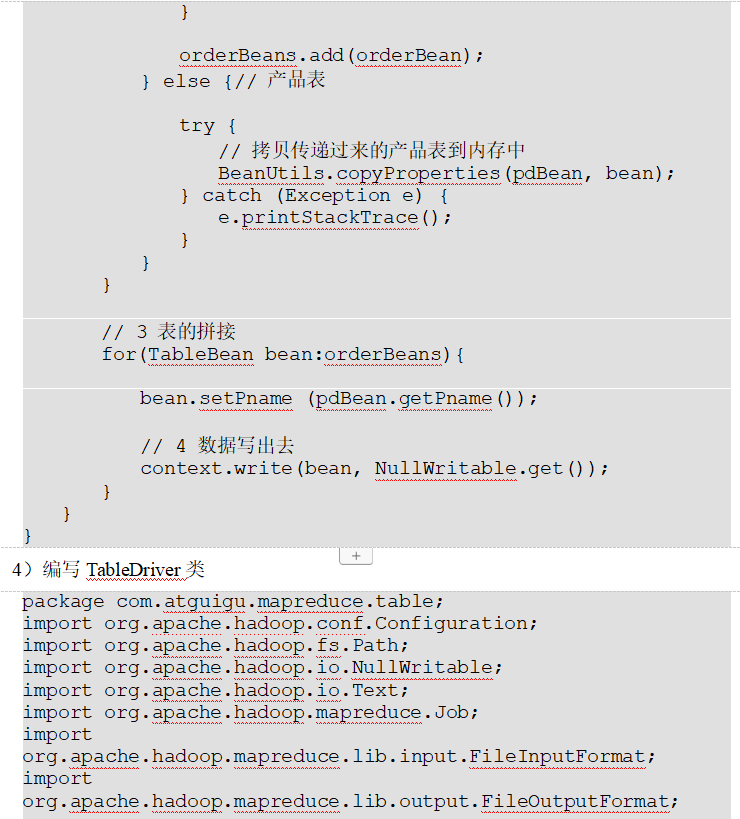 }
orderBeans.add(orderBean);
} else {// 产品表
try {
// 拷贝传递过来的产品表到内存中
BeanUtils.copyProperties(pdBean, bean);
} catch (Exception e) {
e.printStackTrace();
}
}
}
// 3 表的拼接
for(TableBean bean:orderBeans){
bean.setPname (pdBean.getPname());
// 4 数据写出去
context.write(bean, NullWritable.get());
}
}
}
4）编写 TableDriver 类
package com.atguigu.mapreduce.table;
import org.apache.hadoop.conf.Configuration;
import org.apache.hadoop.fs.Path;
import org.apache.hadoop.io.NullWritable;
import org.apache.hadoop.io.Text;
import org.apache.hadoop.mapreduce.Job;
import
org.apache.hadoop.mapreduce.lib.input.FileInputFormat;
import
org.apache.hadoop.mapreduce.lib.output.FileOutputFormat;